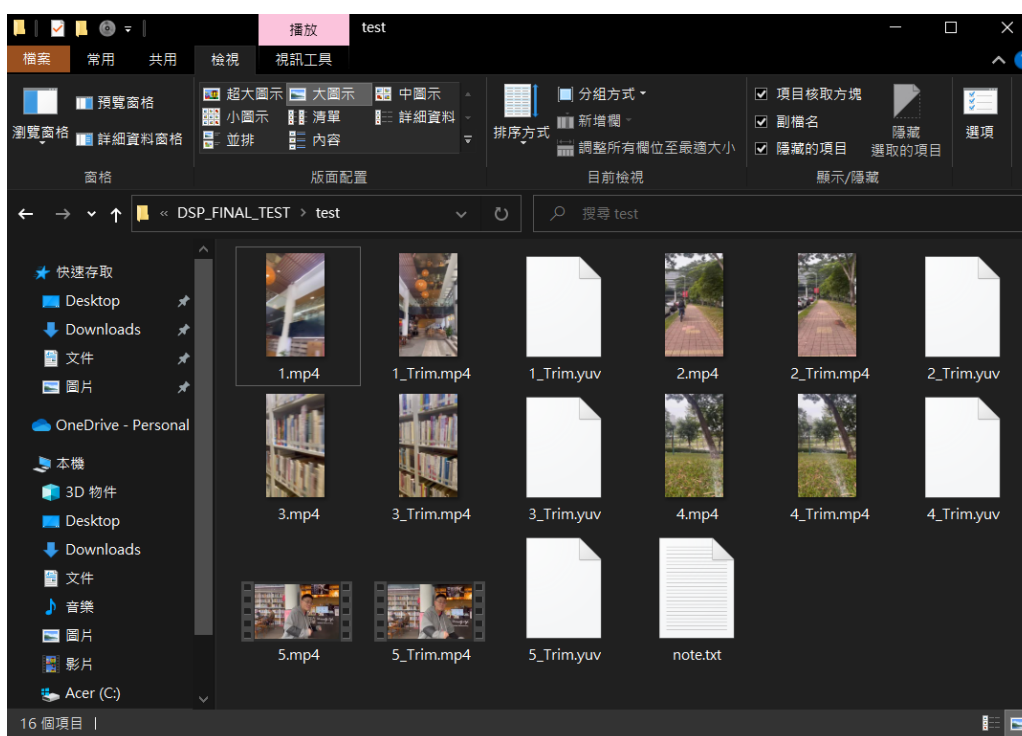 播放
test
檔案
常用
共用
檢視
視訊工具
瀏覽窗格
預覽窗格
詳細資料窗格
窗格
超大圖示
大圖示
中圖示
小圖示
清單
詳細資料
並排
內容
版面配置
排序方式
分組方式
新增欄
調整所有欄位至最適大小
目前檢視
項目核取方塊
副檔名
隱藏的項目
隱藏
選取的項目
顯示/隱藏
選項
« DSP_FINAL_TEST > test
搜尋 test
快速存取
Desktop
Downloads
文件
圖片
OneDrive - Personal
本機
3D 物件
Desktop
Downloads
文件
音樂
圖片
影片
Acer (C:)
1.mp4
1_Trim.mp4
1_Trim.yuv
2.mp4
2_Trim.mp4
2_Trim.yuv
3.mp4
3_Trim.mp4
3_Trim.yuv
4.mp4
4_Trim.mp4
4_Trim.yuv
5.mp4
5_Trim.mp4
5_Trim.yuv
note.txt
16 個項目